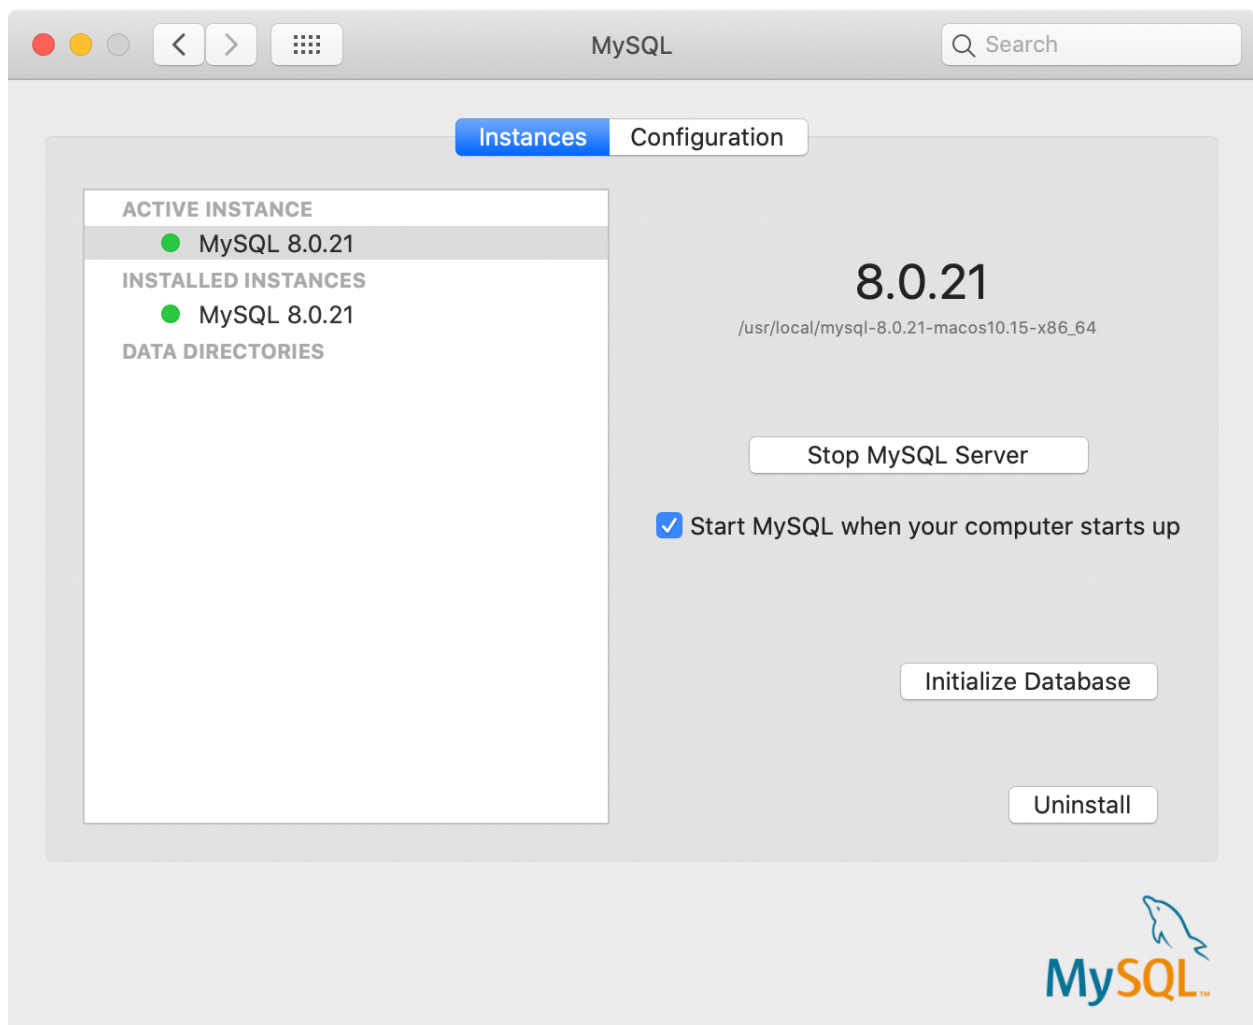 MySQL
Search
Instances
Configuration
ACTIVE INSTANCE
MySQL 8.0.21
INSTALLED INSTANCES
MySQL 8.0.21
DATA DIRECTORIES
8.0.21
/usr/local/mysql-8.0.21-macos10.15-x86_64
Stop MySQL Server
Start MySQL when your computer starts up
Initialize Database
Uninstall
MySQL™